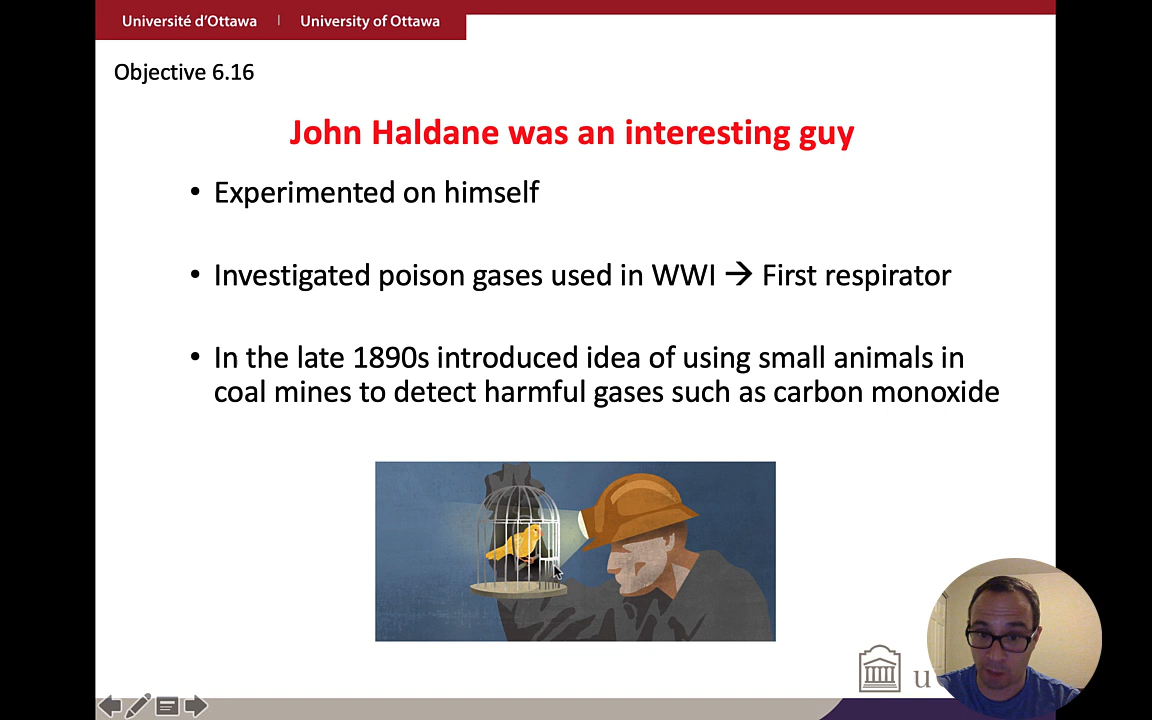 Université d'Ottawa | University of Ottawa
Objective 6.16
John Haldane was an interesting guy
• Experimented on himself
• Investigated poison gases used in WWI → First respirator
• In the late 1890s introduced idea of using small animals in
coal mines to detect harmful gases such as carbon monoxide